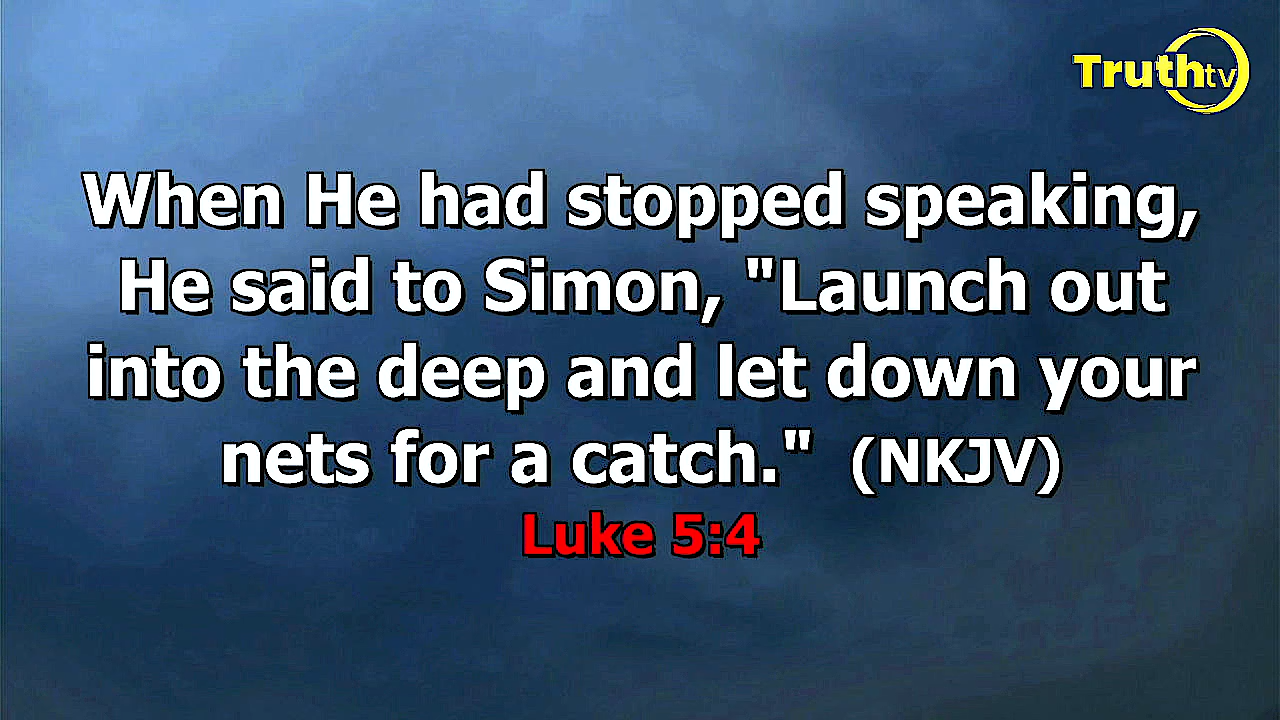 Truthtv
When He had stopped speaking,
He said to Simon, "Launch out
into the deep and let down your
nets for a catch." (NKJV)
Luke 5:4